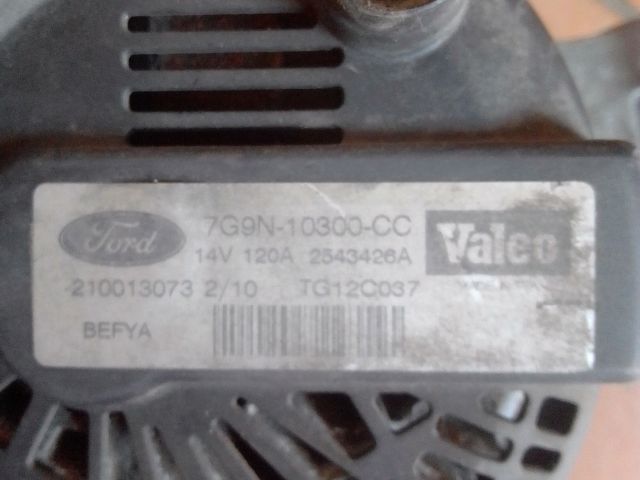 Ford
7G9N-10300-CC
14V 120A 2543426A
Valeo
210013073 2/10 TG12C037
BEFYA